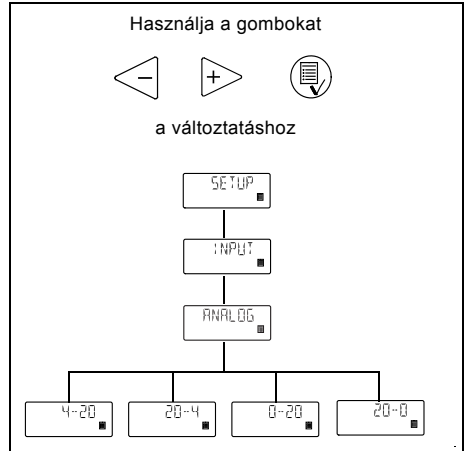 Használja a gombokat
- +
a változtatáshoz
SETUP
INPUT
ANALOG
4-20 20-4 0-20 20-0